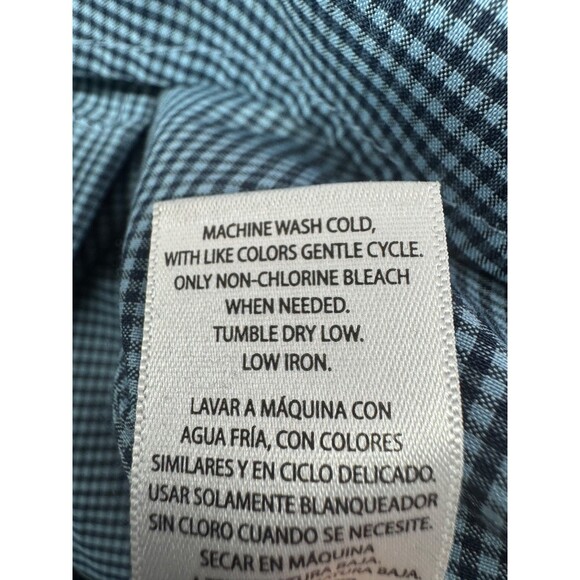 MACHINE WASH COLD,
WITH LIKE COLORS GENTLE CYCLE.
ONLY NON-CHLORINE BLEACH
WHEN NEEDED.
TUMBLE DRY LOW.
LOW IRON.
LAVAR A MÁQUINA CON
AGUA FRÍA, CON COLORES
SIMILARES Y EN CICLO DELICADO.
USAR SOLAMENTE BLANQUEADOR
SIN CLORO CUANDO SE NECESITE.
SECAR EN MÁQUINA
BAJA.